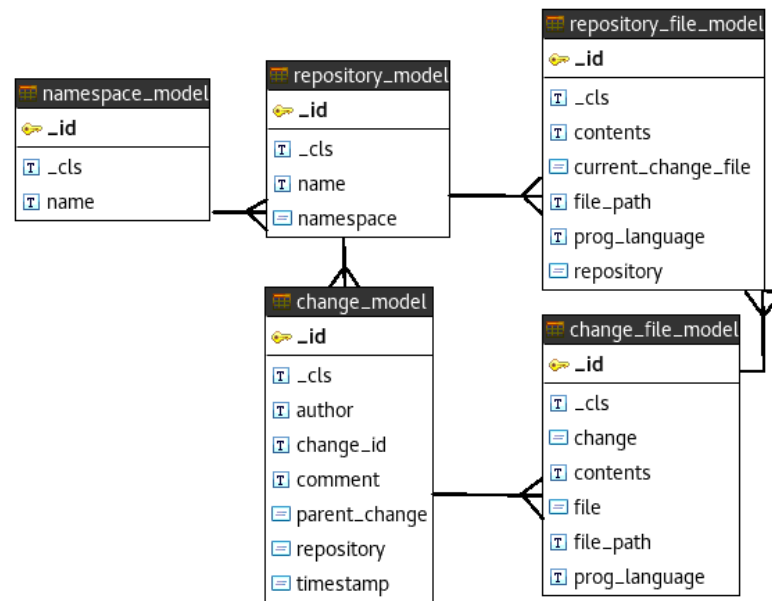 namespace_model
_id
_cls
name
repository_model
_id
_cls
name
namespace
repository_file_model
_id
_cls
contents
current_change_file
file_path
prog_language
repository
change_model
_id
_cls
author
change_id
comment
parent_change
repository
timestamp
change_file_model
_id
_cls
change
contents
file
file_path
prog_language